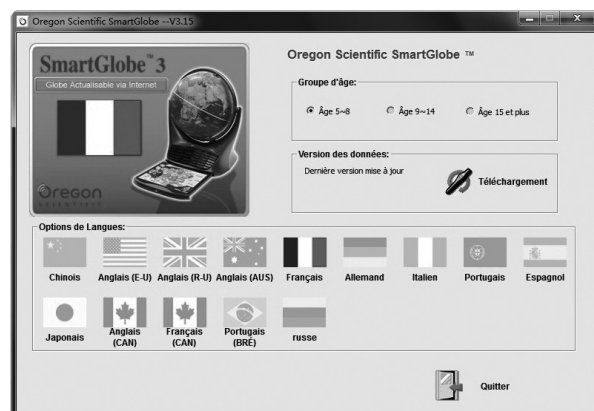 Oregon Scientific SmartGlobe --V3.15
SmartGlobe™3
Globe Actualisable via Internet
Oregon
SCIENTIFIC
Oregon Scientific SmartGlobe ™
Groupe d'âge:
Âge 5~8 Âge 9~14 Âge 15 et plus
Version des données:
Dernière version mise à jour
Téléchargement
Options de Langues:
Chinois Anglais (E-U) Anglais (R-U) Anglais (AUS) Français Allemand Italien Portugais Espagnol
Japonais Anglais (CAN) Français (CAN) Portugais (BRÉ) russe
Quitter